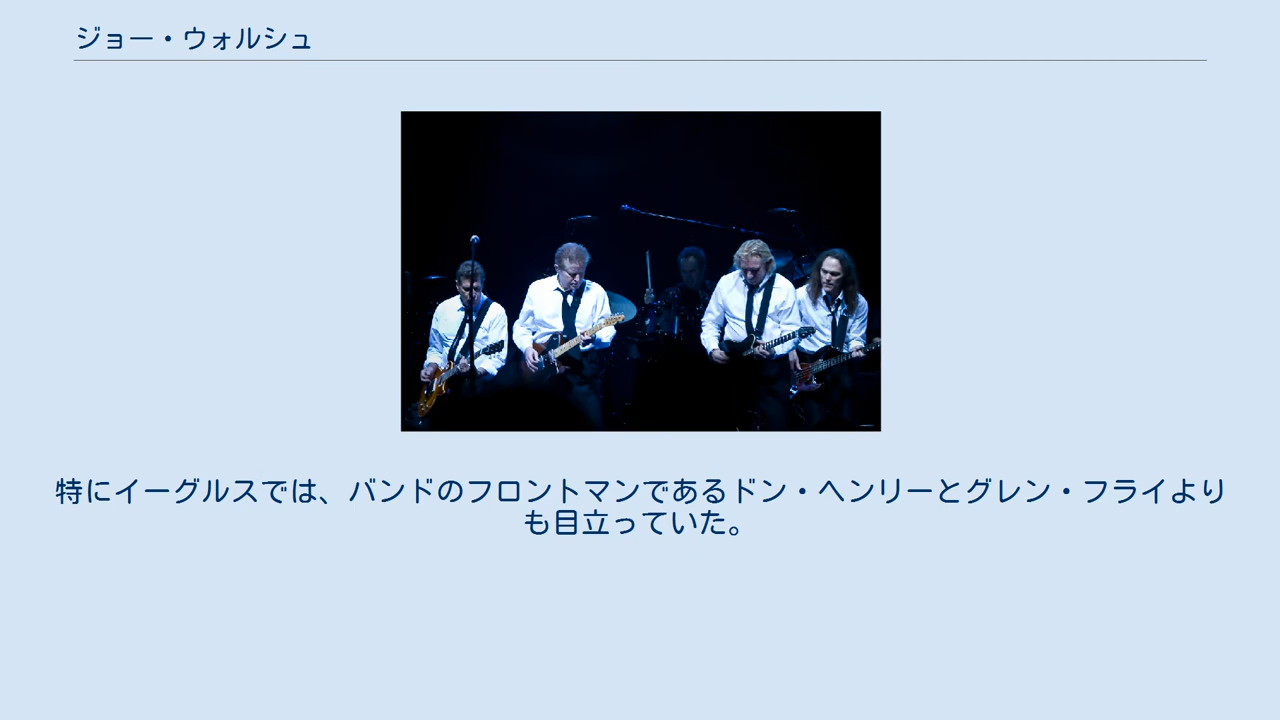 ジョー・ウォルシュ
特にイーグルスでは、バンドのフロントマンであるドン・ヘンリーとグレン・フライより
も目立っていた。